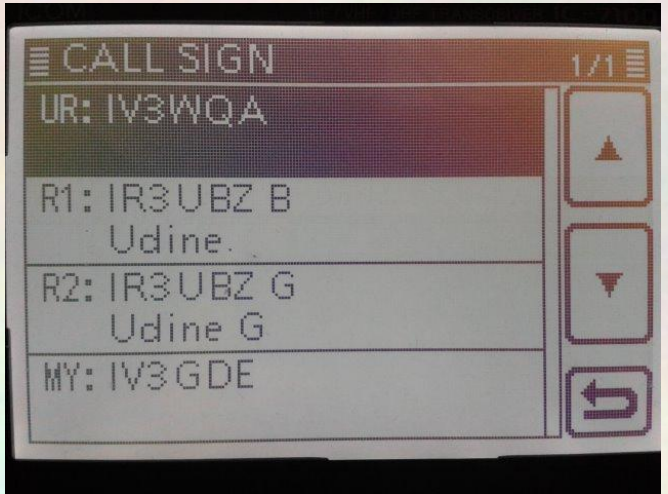 CALL SIGN 1/1
UR: IV3WQA
R1: IR3UBZ B
Udine
R2: IR3UBZ G
Udine G
MY: IV3GDE